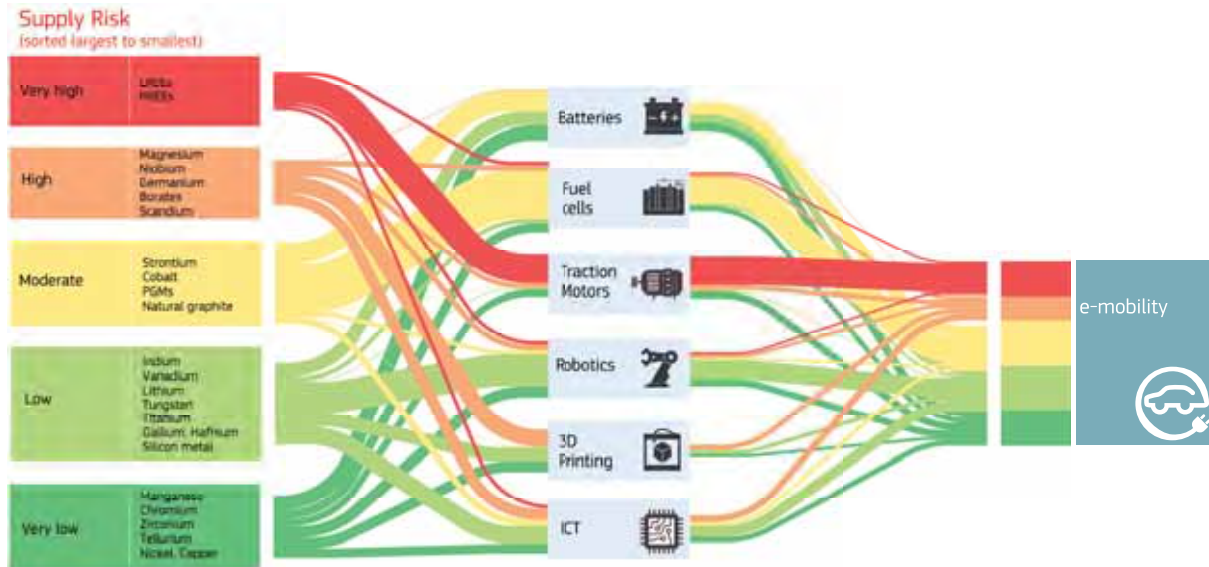 Supply Risk
(sorted largest to smallest)
Very high
LREEs
HREEs
High
Magnesium
Niobium
Germanium
Borates
Scandium
Moderate
Strontium
Cobalt
PGMs
Natural graphite
Low
Indium
Vanadium
Lithium
Tungsten
Titanium
Gallium, Hafnium
Silicon metal
Very low
Manganese
Chromium
Zirconium
Tellurium
Nickel, Copper
Batteries
Fuel
cells
Traction
Motors
Robotics
3D
Printing
ICT
e-mobility